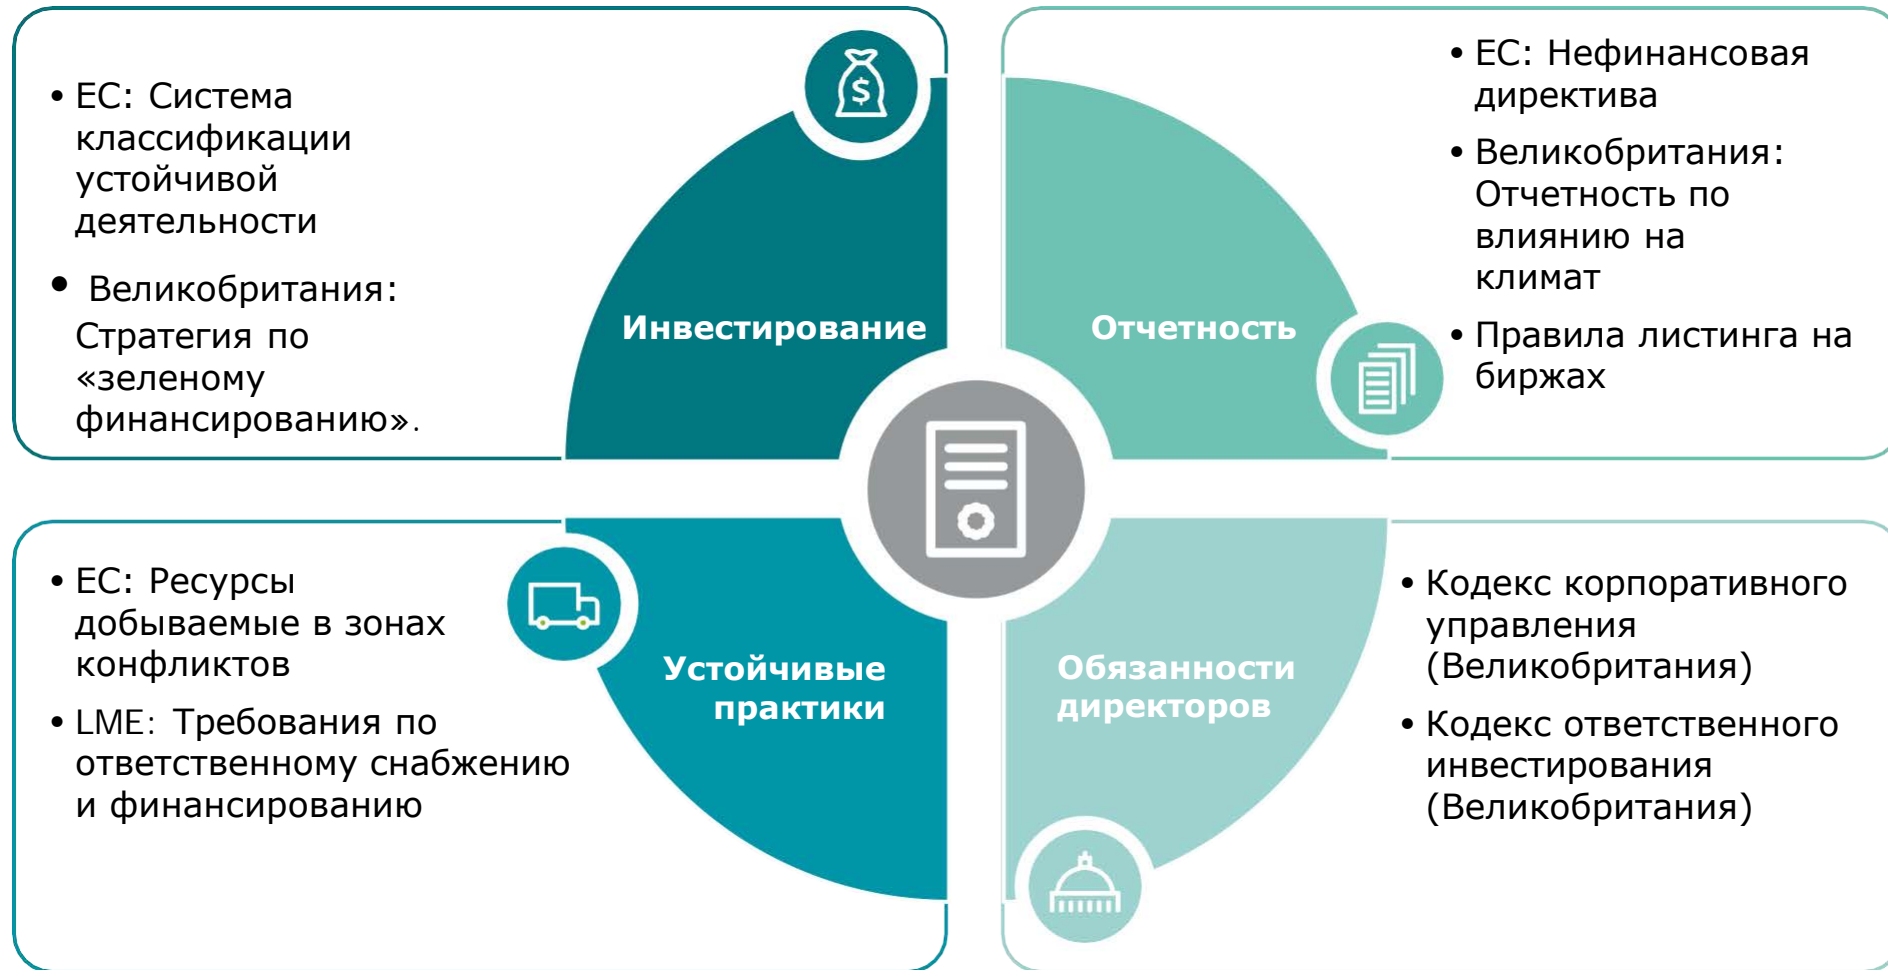 • ЕС: Система
классификации
устойчивой
деятельности
• Великобритания:
Стратегия по
«зеленому
финансированию».
Инвестирование
• ЕС: Нефинансовая
директива
• Великобритания:
Отчетность по
влиянию на
климат
• Правила листинга на
биржах
Отчетность
• ЕС: Ресурсы
добываемые в зонах
конфликтов
• LME: Требования по
ответственному снабжению
и финансированию
Устойчивые
практики
Обязанности
директоров
• Кодекс корпоративного
управления
(Великобритания)
• Кодекс ответственного
инвестирования
(Великобритания)
$